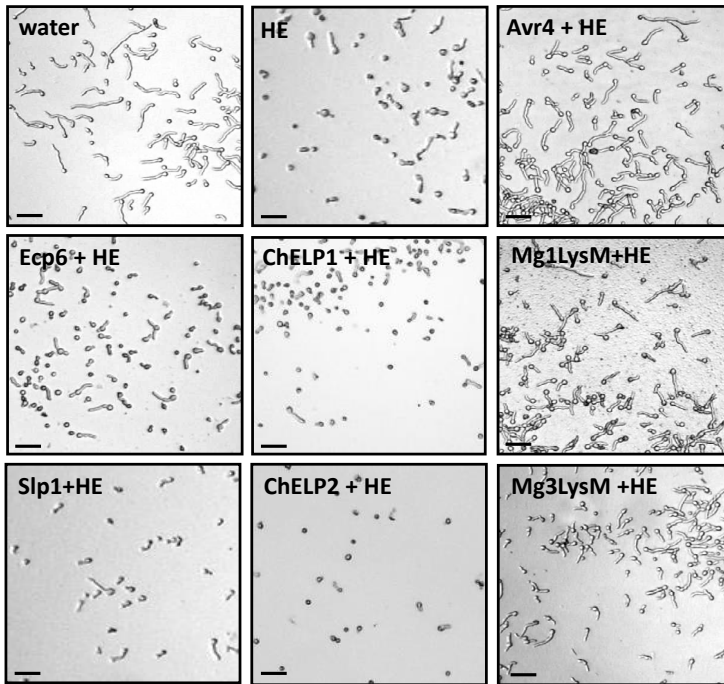 water
HE
Avr4 + HE
Ecp6 + HE
ChELP1 + HE
Mg1LysM+HE
Slp1+HE
ChELP2 + HE
Mg3LysM +HE